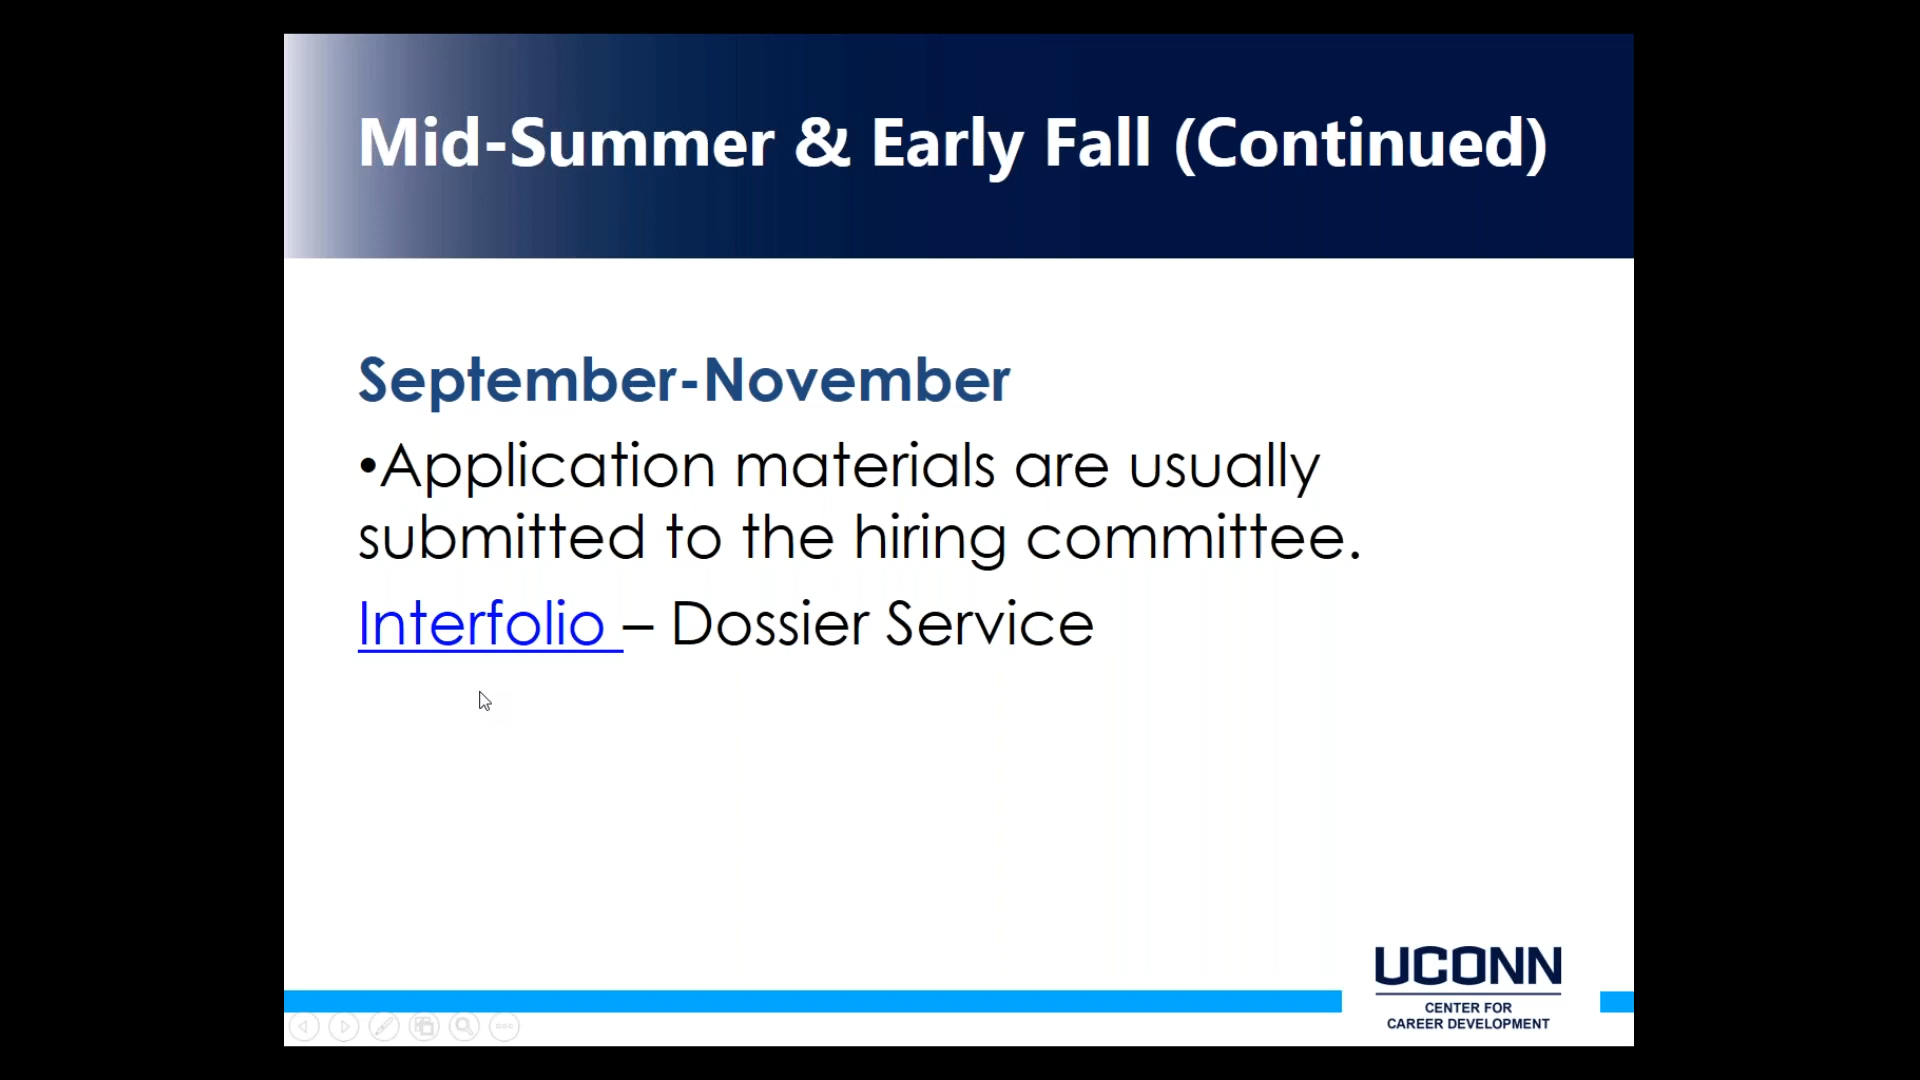 Mid-Summer & Early Fall (Continued)
September-November
•Application materials are usually
submitted to the hiring committee.
Interfolio – Dossier Service
UCONN
CENTER FOR
CAREER DEVELOPMENT